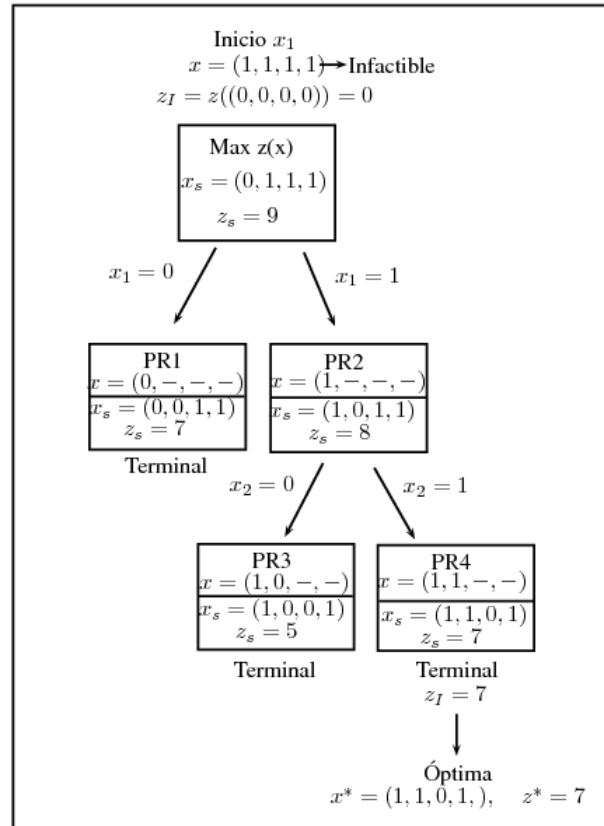 Inicio x₁
x = (1, 1, 1, 1) → Infactible
z_I = z((0, 0, 0, 0)) = 0
Max z(x)
x_s = (0, 1, 1, 1)
z_s = 9
x₁ = 0
x₁ = 1
PR1
x = (0, −, −, −)
x_s = (0, 0, 1, 1)
z_s = 7
Terminal
PR2
x = (1, −, −, −)
x_s = (1, 0, 1, 1)
z_s = 8
x₂ = 0
x₂ = 1
PR3
x = (1, 0, −, −)
x_s = (1, 0, 0, 1)
z_s = 5
Terminal
PR4
x = (1, 1, −, −)
x_s = (1, 1, 0, 1)
z_s = 7
Terminal
z_I = 7
Óptima
x* = (1, 1, 0, 1, ), z* = 7